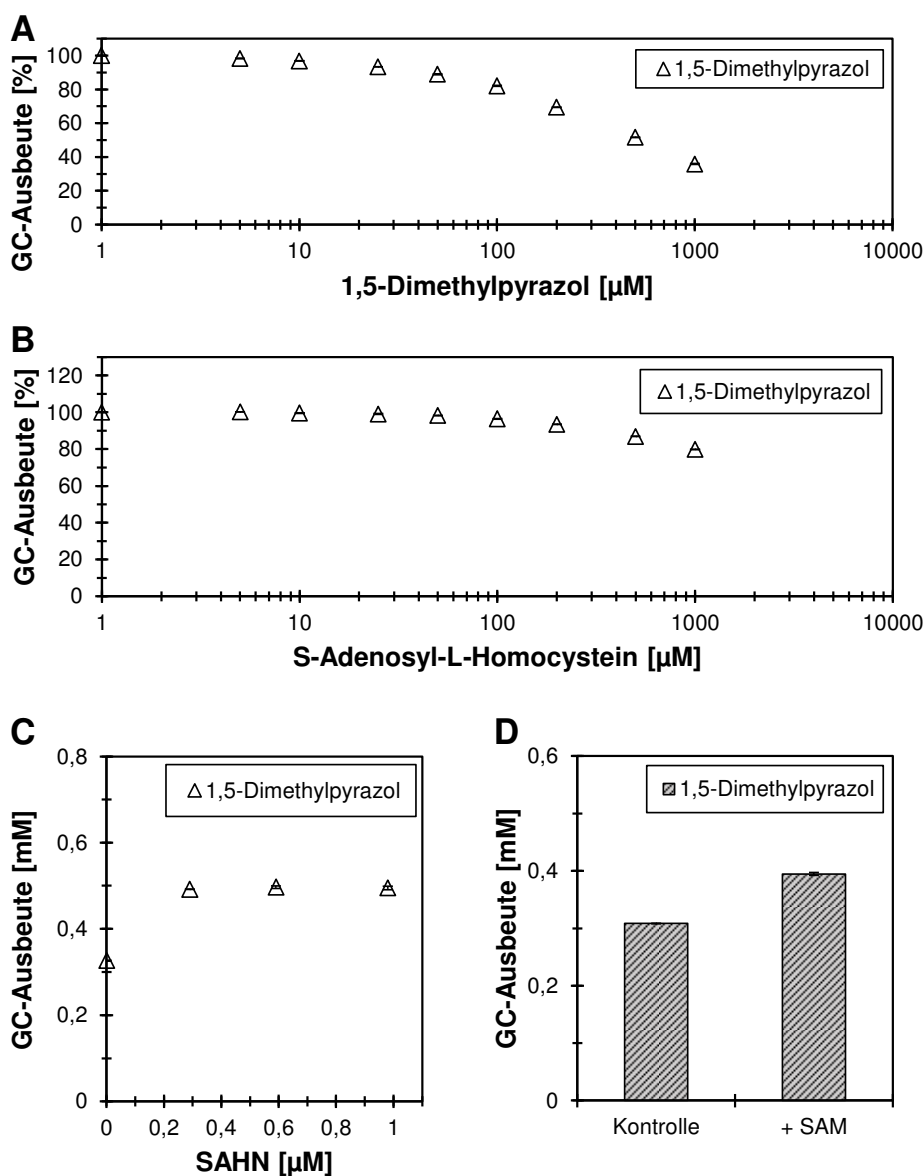 A
GC-Ausbeute [%]
100
80
60
40
20
0
△ 1,5-Dimethylpyrazol
1 10 100 1000 10000
1,5-Dimethylpyrazol [µM]
B
GC-Ausbeute [%]
120
100
80
60
40
20
0
△ 1,5-Dimethylpyrazol
1 10 100 1000 10000
S-Adenosyl-L-Homocystein [µM]
C
GC-Ausbeute [mM]
0,8
0,6
0,4
0,2
0
△ 1,5-Dimethylpyrazol
0 0,2 0,4 0,6 0,8 1
SAHN [µM]
D
GC-Ausbeute [mM]
0,6
0,4
0,2
0
1,5-Dimethylpyrazol
Kontrolle + SAM